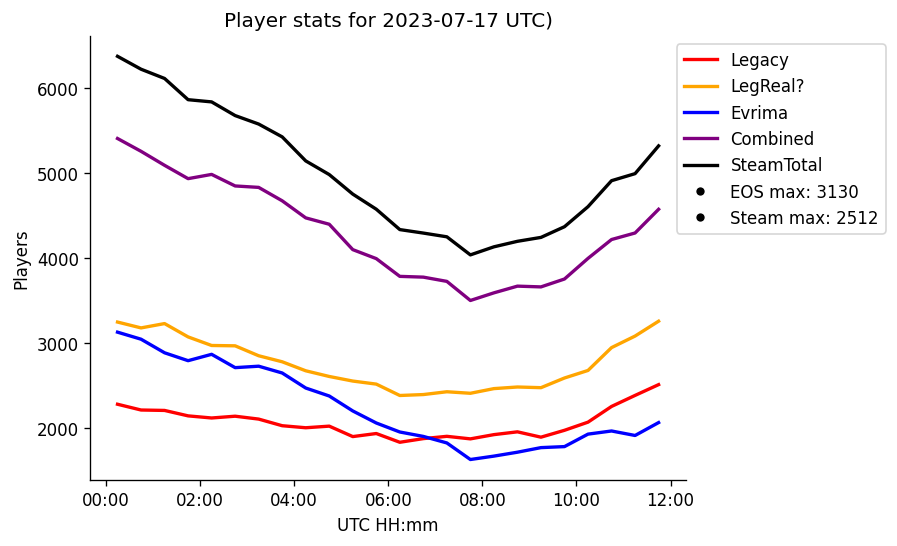 Player stats for 2023-07-17 UTC)
Legacy
LegReal?
Evrima
Combined
SteamTotal
EOS max: 3130
Steam max: 2512
Players
6000
5000
4000
3000
2000
00:00 02:00 04:00 06:00 08:00 10:00 12:00
UTC HH:mm